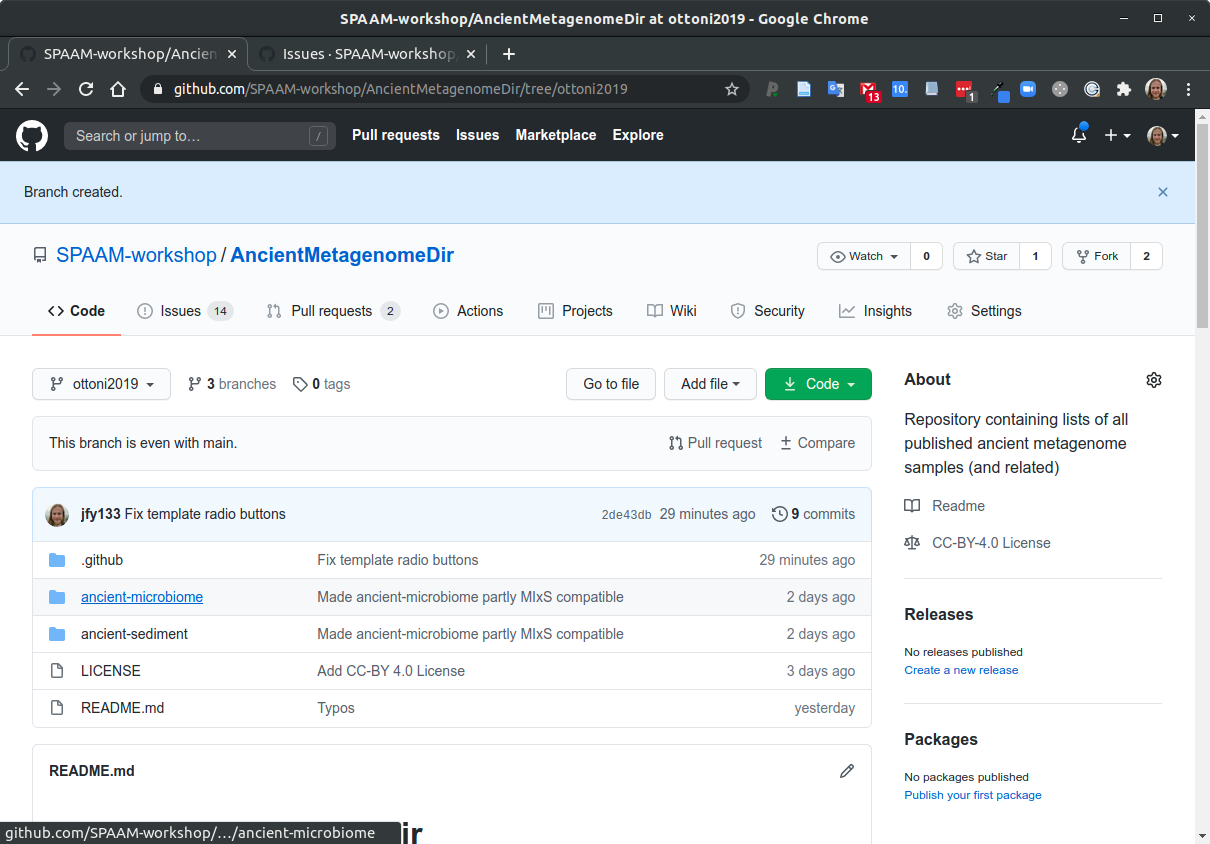 SPAAM-workshop/AncientMetagenomeDir at ottoni2019 - Google Chrome
SPAAM-workshop/Ancien
Issues · SPAAM-workshop
github.com/SPAAM-workshop/AncientMetagenomeDir/tree/ottoni2019
13
10.
1
Search or jump to…
/
Pull requests
Issues
Marketplace
Explore
Branch created.
SPAAM-workshop / AncientMetagenomeDir
Watch 0
Star 1
Fork 2
Code
Issues 14
Pull requests 2
Actions
Projects
Wiki
Security
Insights
Settings
ottoni2019
3 branches
0 tags
Go to file
Add file
Code
This branch is even with main.
Pull request
Compare
jfy133 Fix template radio buttons
2de43db 29 minutes ago
9 commits
.github Fix template radio buttons 29 minutes ago
ancient-microbiome Made ancient-microbiome partly MIxS compatible 2 days ago
ancient-sediment Made ancient-microbiome partly MIxS compatible 2 days ago
LICENSE Add CC-BY 4.0 License 3 days ago
README.md Typos yesterday
README.md
ir
About
Repository containing lists of all
published ancient metagenome
samples (and related)
Readme
CC-BY-4.0 License
Releases
No releases published
Create a new release
Packages
No packages published
Publish your first package
github.com/SPAAM-workshop/…/ancient-microbiome